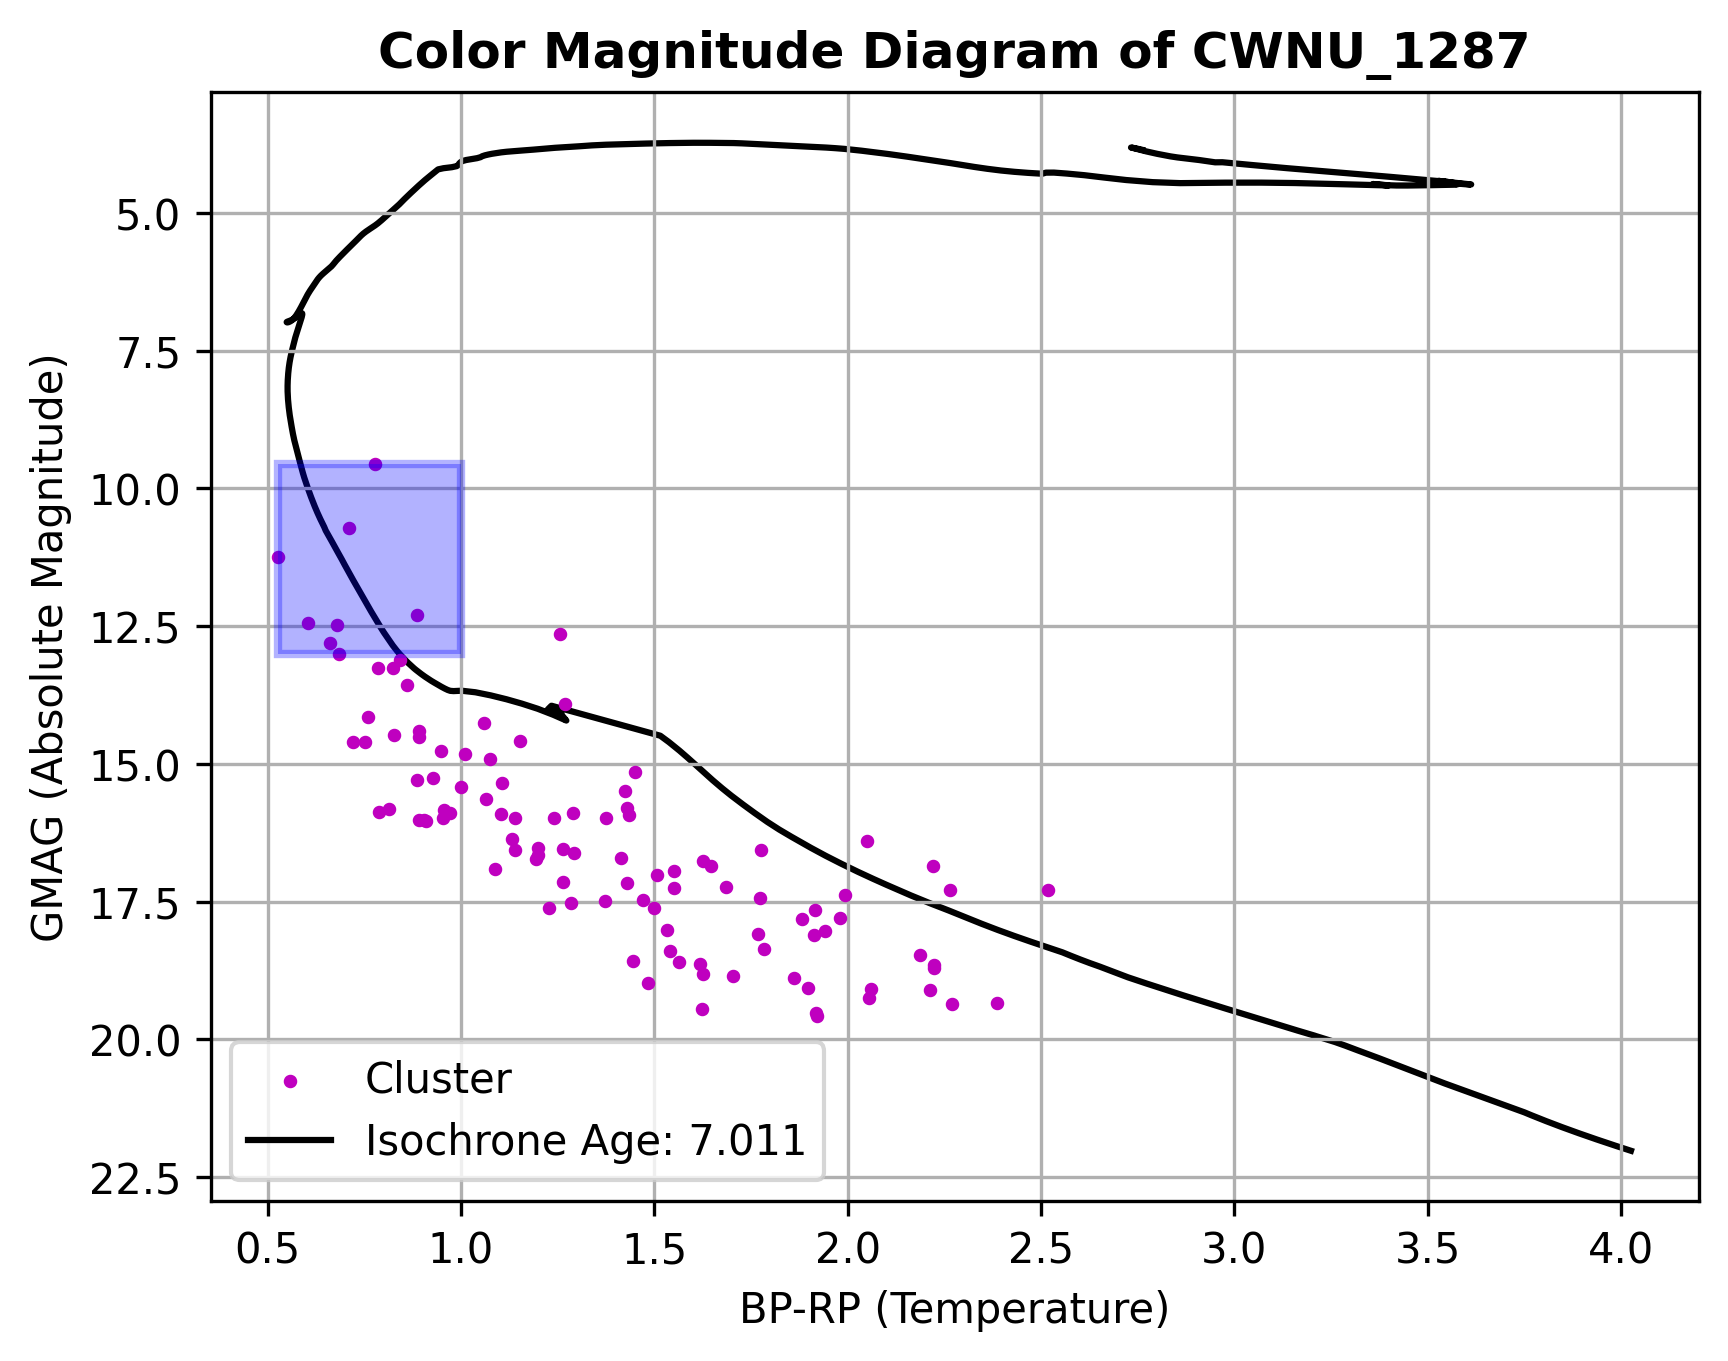 Color Magnitude Diagram of CWNU_1287
GMAG (Absolute Magnitude)
5.0
7.5
10.0
12.5
15.0
17.5
20.0
22.5
Cluster
Isochrone Age: 7.011
0.5 1.0 1.5 2.0 2.5 3.0 3.5 4.0
BP-RP (Temperature)